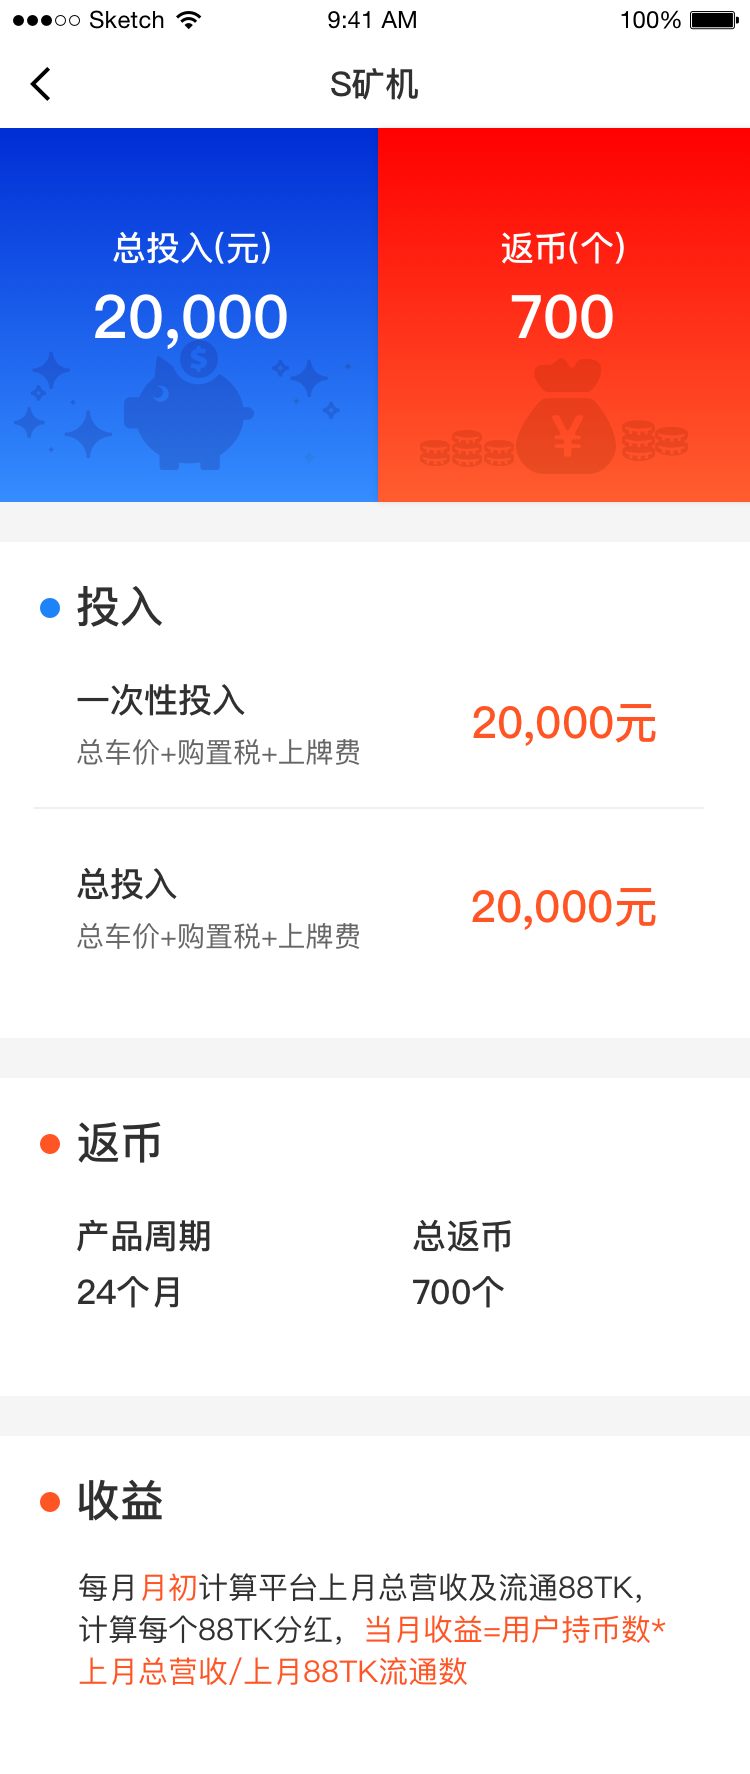 Sketch 9:41 AM 100%
S矿机
总投入(元) 返币(个)
20,000 700
$
¥
投入
一次性投入
总车价+购置税+上牌费
20,000元
总投入
总车价+购置税+上牌费
20,000元
返币
产品周期 总返币
24个月 700个
收益
每月月初计算平台上月总营收及流通88TK,
计算每个88TK分红，当月收益=用户持币数*
上月总营收/上月88TK流通数